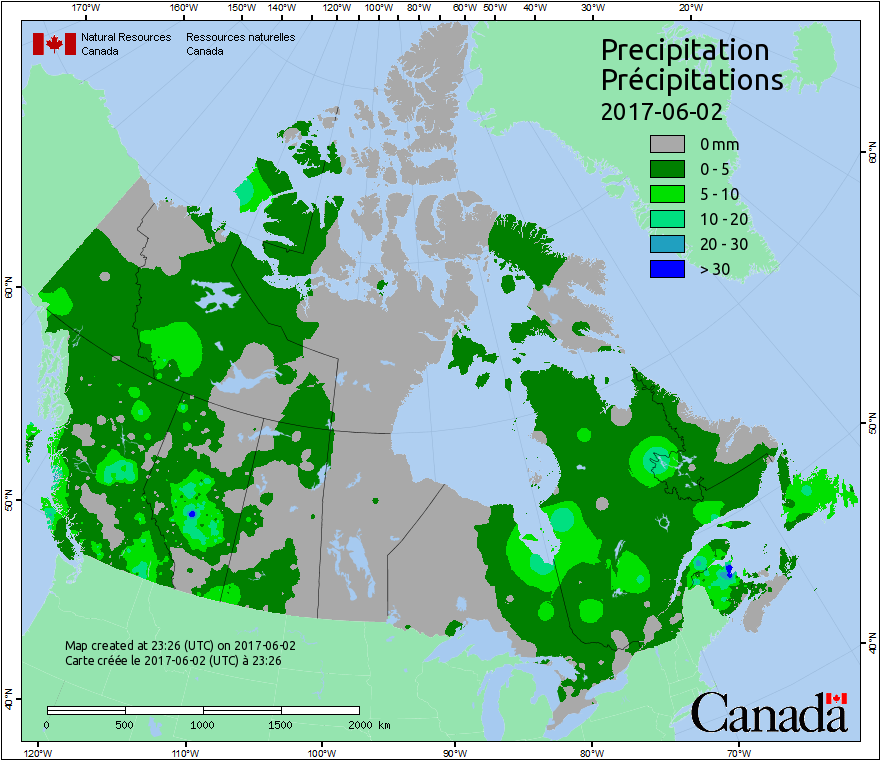 170°W 160°W 150°W 140°W 130°W 120°W 110°W 100°W 90°W 80°W 60°W 50°W 40°W 30°W 20°W
Natural Resources Ressources naturelles
Canada Canada
Precipitation
Précipitations
2017-06-02
0 mm
0 - 5
5 - 10
10 - 20
20 - 30
> 30
60°N
60°N
50°N
50°N
40°N
40°N
Map created at 23:26 (UTC) on 2017-06-02
Carte créée le 2017-06-02 (UTC) à 23:26
0 500 1000 1500 2000 km
Canada
120°W 110°W 100°W 90°W 80°W 70°W